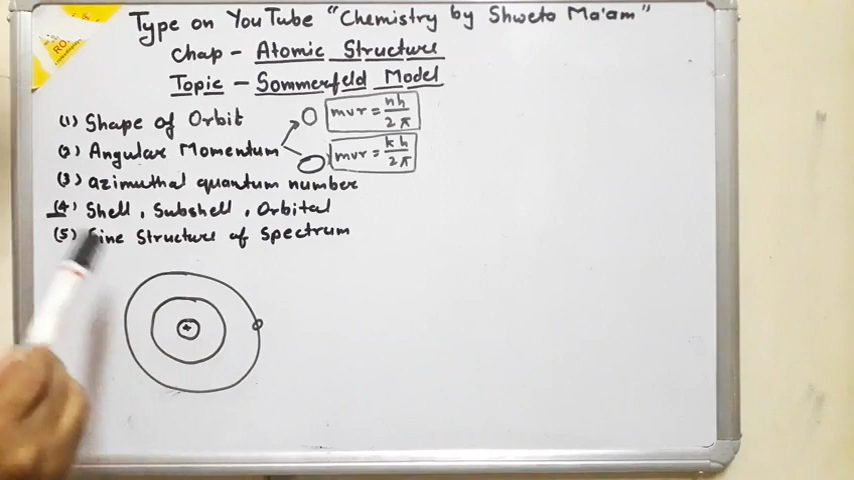 Type on YouTube "Chemistry by Shweta Ma'am"
Chap - Atomic Structure
Topic - Sommerfeld Model
(1) Shape of Orbit
mvr = nh/2π
(2) Angular Momentum
mvr = kh/2π
(3) azimuthal quantum number
(4) Shell, Subshell, Orbital
(5) Fine Structure of Spectrum